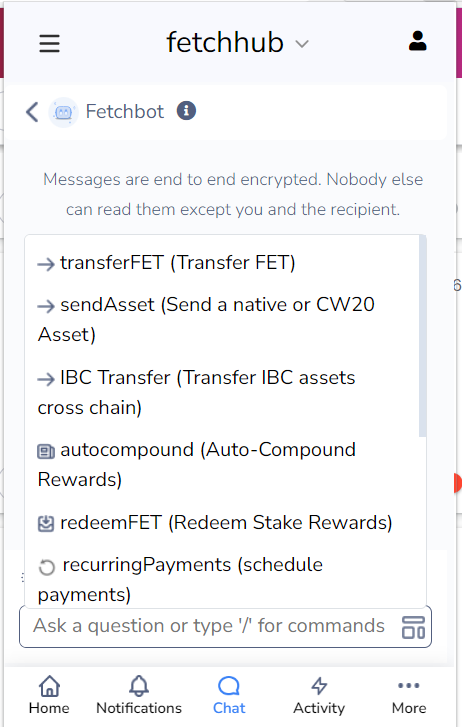 fetchhub
Fetchbot
Messages are end to end encrypted. Nobody else
can read them except you and the recipient.
transferFET (Transfer FET)
sendAsset (Send a native or CW20
Asset)
IBC Transfer (Transfer IBC assets
cross chain)
autocompound (Auto-Compound
Rewards)
redeemFET (Redeem Stake Rewards)
recurringPayments (schedule
payments)
Ask a question or type '/' for commands
Home Notifications Chat Activity More